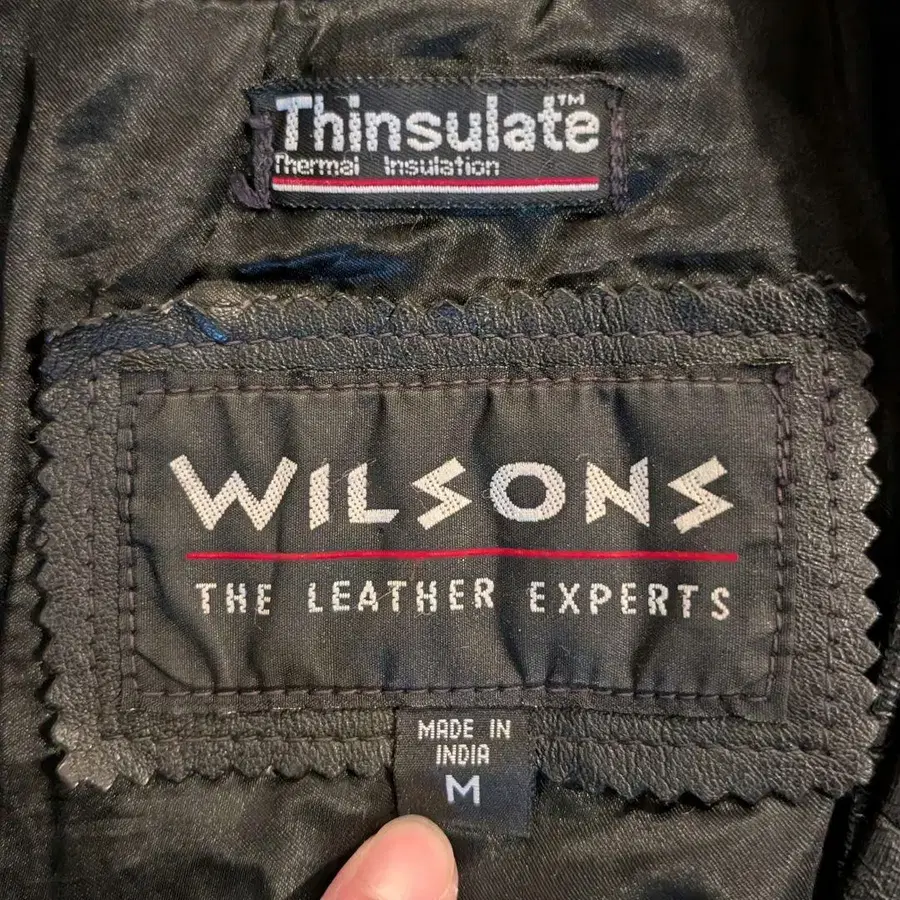 Thinsulate™
Thermal Insulation
WILSONS
THE LEATHER EXPERTS
MADE IN
INDIA
M